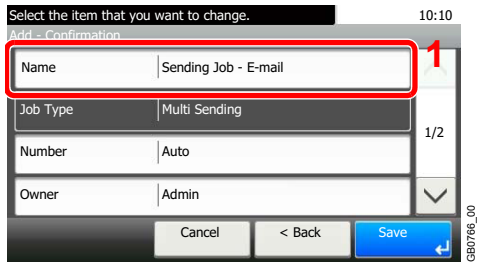 Select the item that you want to change. 10:10
Add - Confirmation
1
Name Sending Job - E-mail
Job Type Multi Sending
1/2
Number Auto
Owner Admin
Cancel < Back Save
GB0766_00